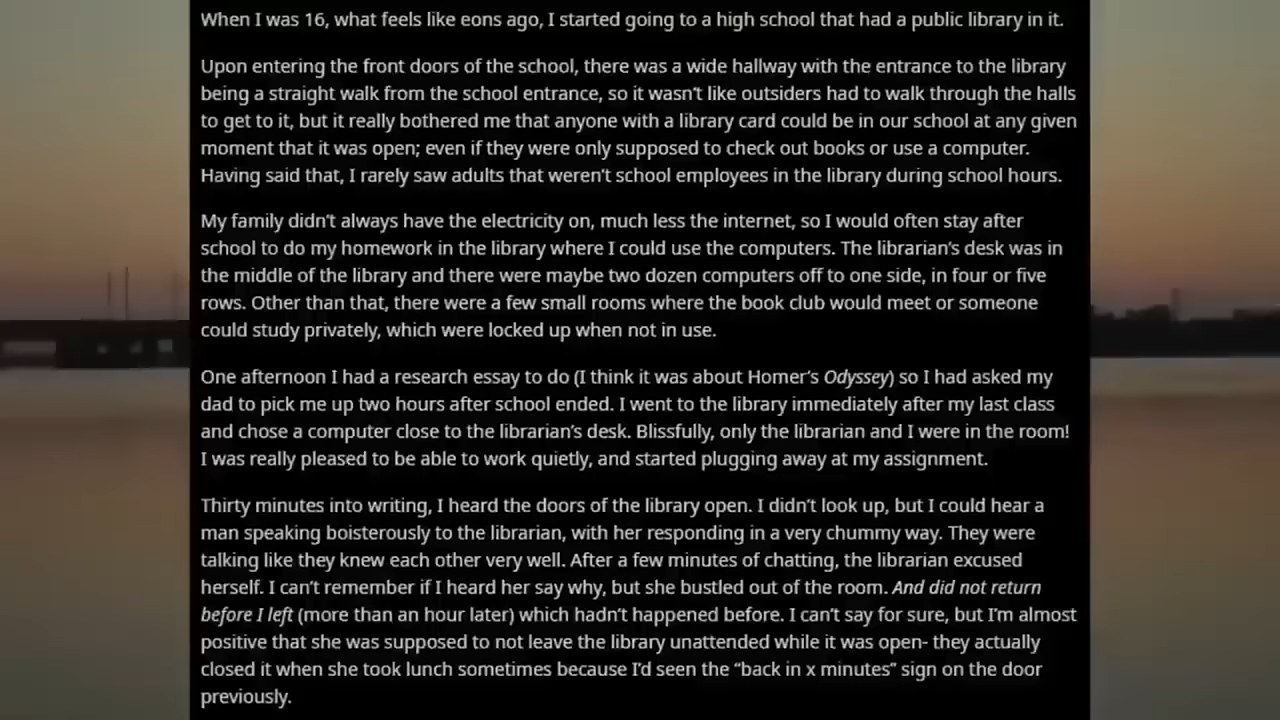 When I was 16, what feels like eons ago, I started going to a high school that had a public library in it.
Upon entering the front doors of the school, there was a wide hallway with the entrance to the library
being a straight walk from the school entrance, so it wasn't like outsiders had to walk through the halls
to get to it, but it really bothered me that anyone with a library card could be in our school at any given
moment that it was open; even if they were only supposed to check out books or use a computer.
Having said that, I rarely saw adults that weren't school employees in the library during school hours.
My family didn't always have the electricity on, much less the internet, so I would often stay after
school to do my homework in the library where I could use the computers. The librarian's desk was in
the middle of the library and there were maybe two dozen computers off to one side, in four or five
rows. Other than that, there were a few small rooms where the book club would meet or someone
could study privately, which were locked up when not in use.
One afternoon I had a research essay to do (I think it was about Homer's Odyssey) so I had asked my
dad to pick me up two hours after school ended. I went to the library immediately after my last class
and chose a computer close to the librarian's desk. Blissfully, only the librarian and I were in the room!
I was really pleased to be able to work quietly, and started plugging away at my assignment.
Thirty minutes into writing, I heard the doors of the library open. I didn't look up, but I could hear a
man speaking boisterously to the librarian, with her responding in a very chummy way. They were
talking like they knew each other very well. After a few minutes of chatting, the librarian excused
herself. I can't remember if I heard her say why, but she bustled out of the room. And did not return
before I left (more than an hour later) which hadn't happened before. I can't say for sure, but I'm almost
positive that she was supposed to not leave the library unattended while it was open- they actually
closed it when she took lunch sometimes because I'd seen the “back in x minutes” sign on the door
previously.